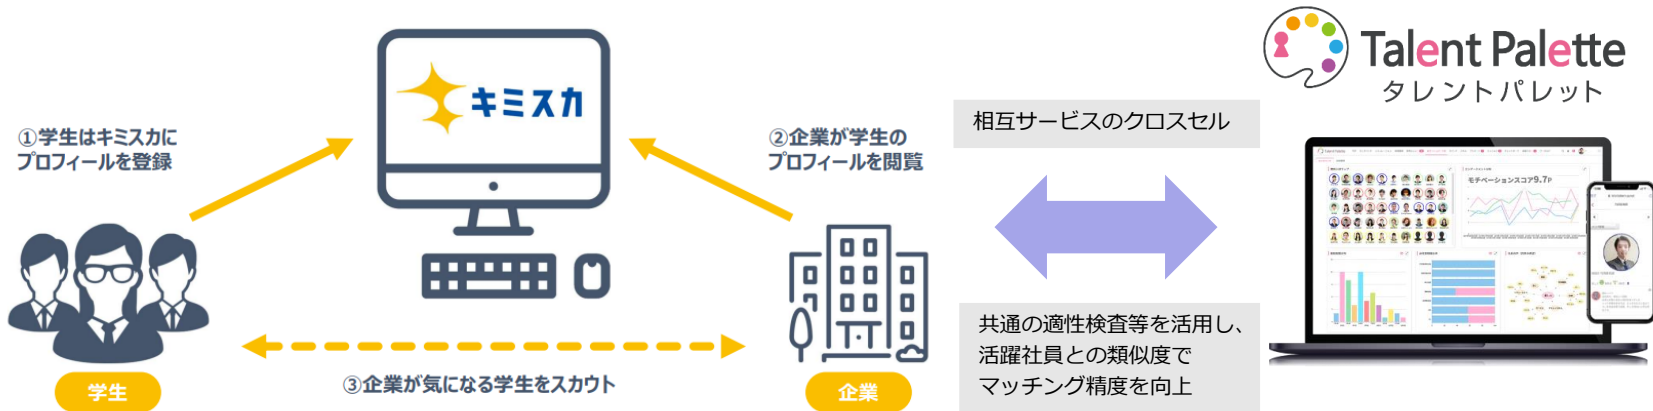 キミスカ
①学生はキミスカに
プロフィールを登録
②企業が学生の
プロフィールを閲覧
学生
③企業が気になる学生をスカウト
企業
相互サービスのクロスセル
共通の適性検査等を活用し、
活躍社員との類似度で
マッチング精度を向上
Talent Palette
タレントパレット
モチベーションスコア9.7P